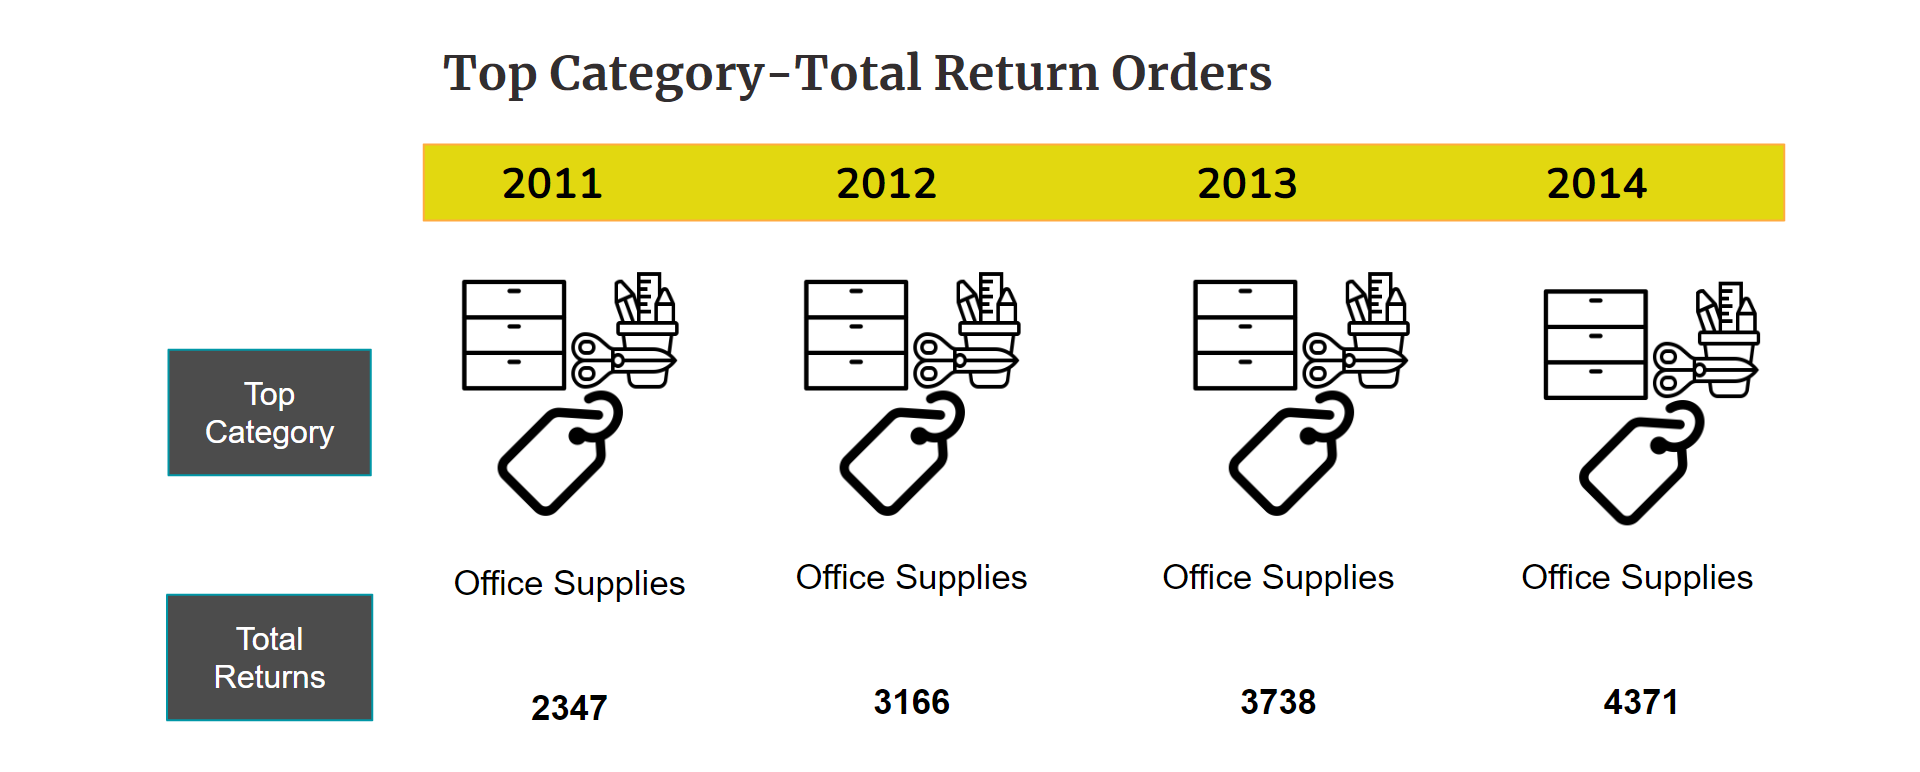 Top Category-Total Return Orders
2011 2012 2013 2014
Top
Category
Office Supplies Office Supplies Office Supplies Office Supplies
Total
Returns
2347 3166 3738 4371